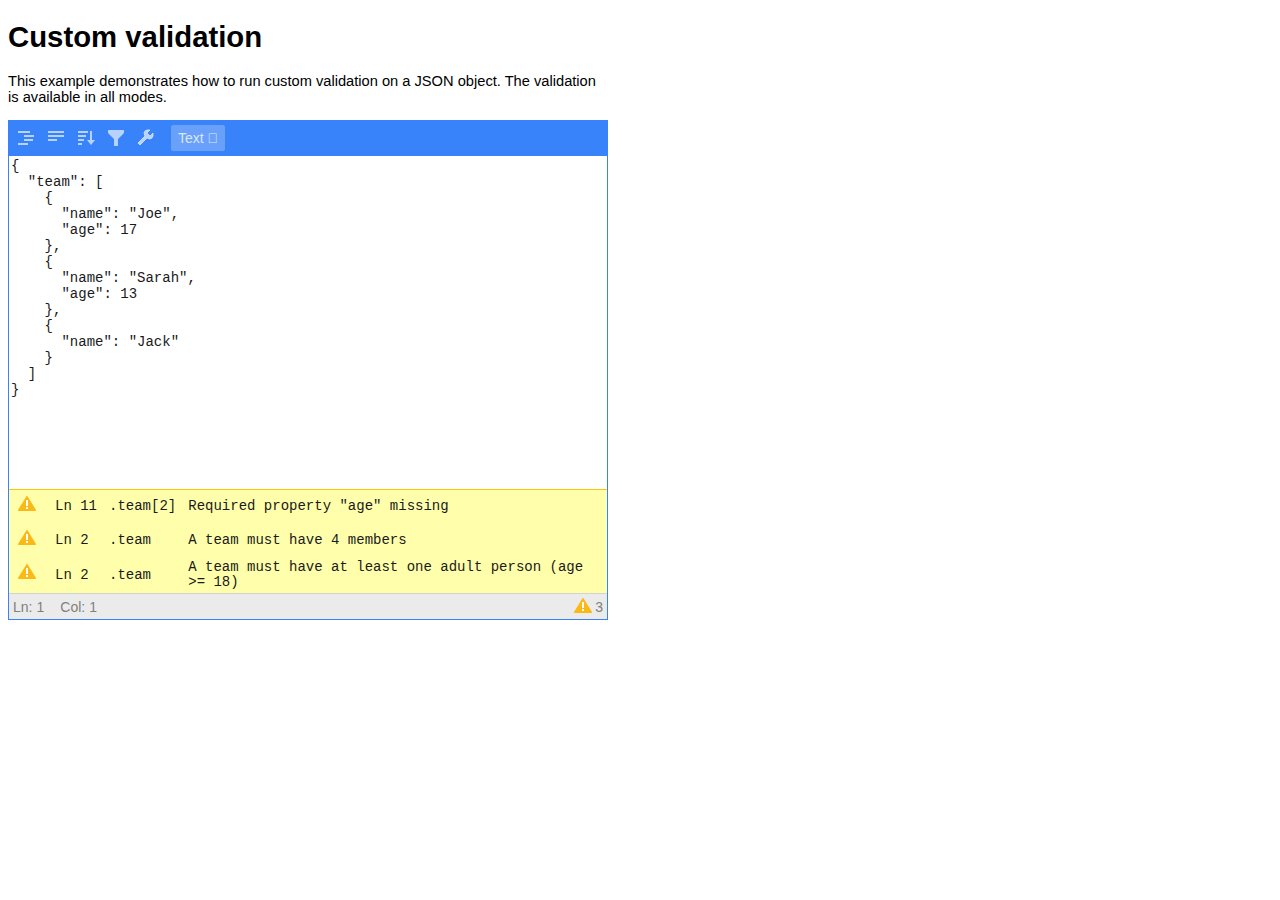 Custom validation
This example demonstrates how to run custom validation on a JSON object. The validation
is available in all modes.
Text
{
  "team": [
    {
      "name": "Joe",
      "age": 17
    },
    {
      "name": "Sarah",
      "age": 13
    },
    {
      "name": "Jack"
    }
  ]
}
Ln 11 .team[2] Required property "age" missing
Ln 2 .team A team must have 4 members
Ln 2 .team A team must have at least one adult person (age
>= 18)
Ln: 1 Col: 1 3